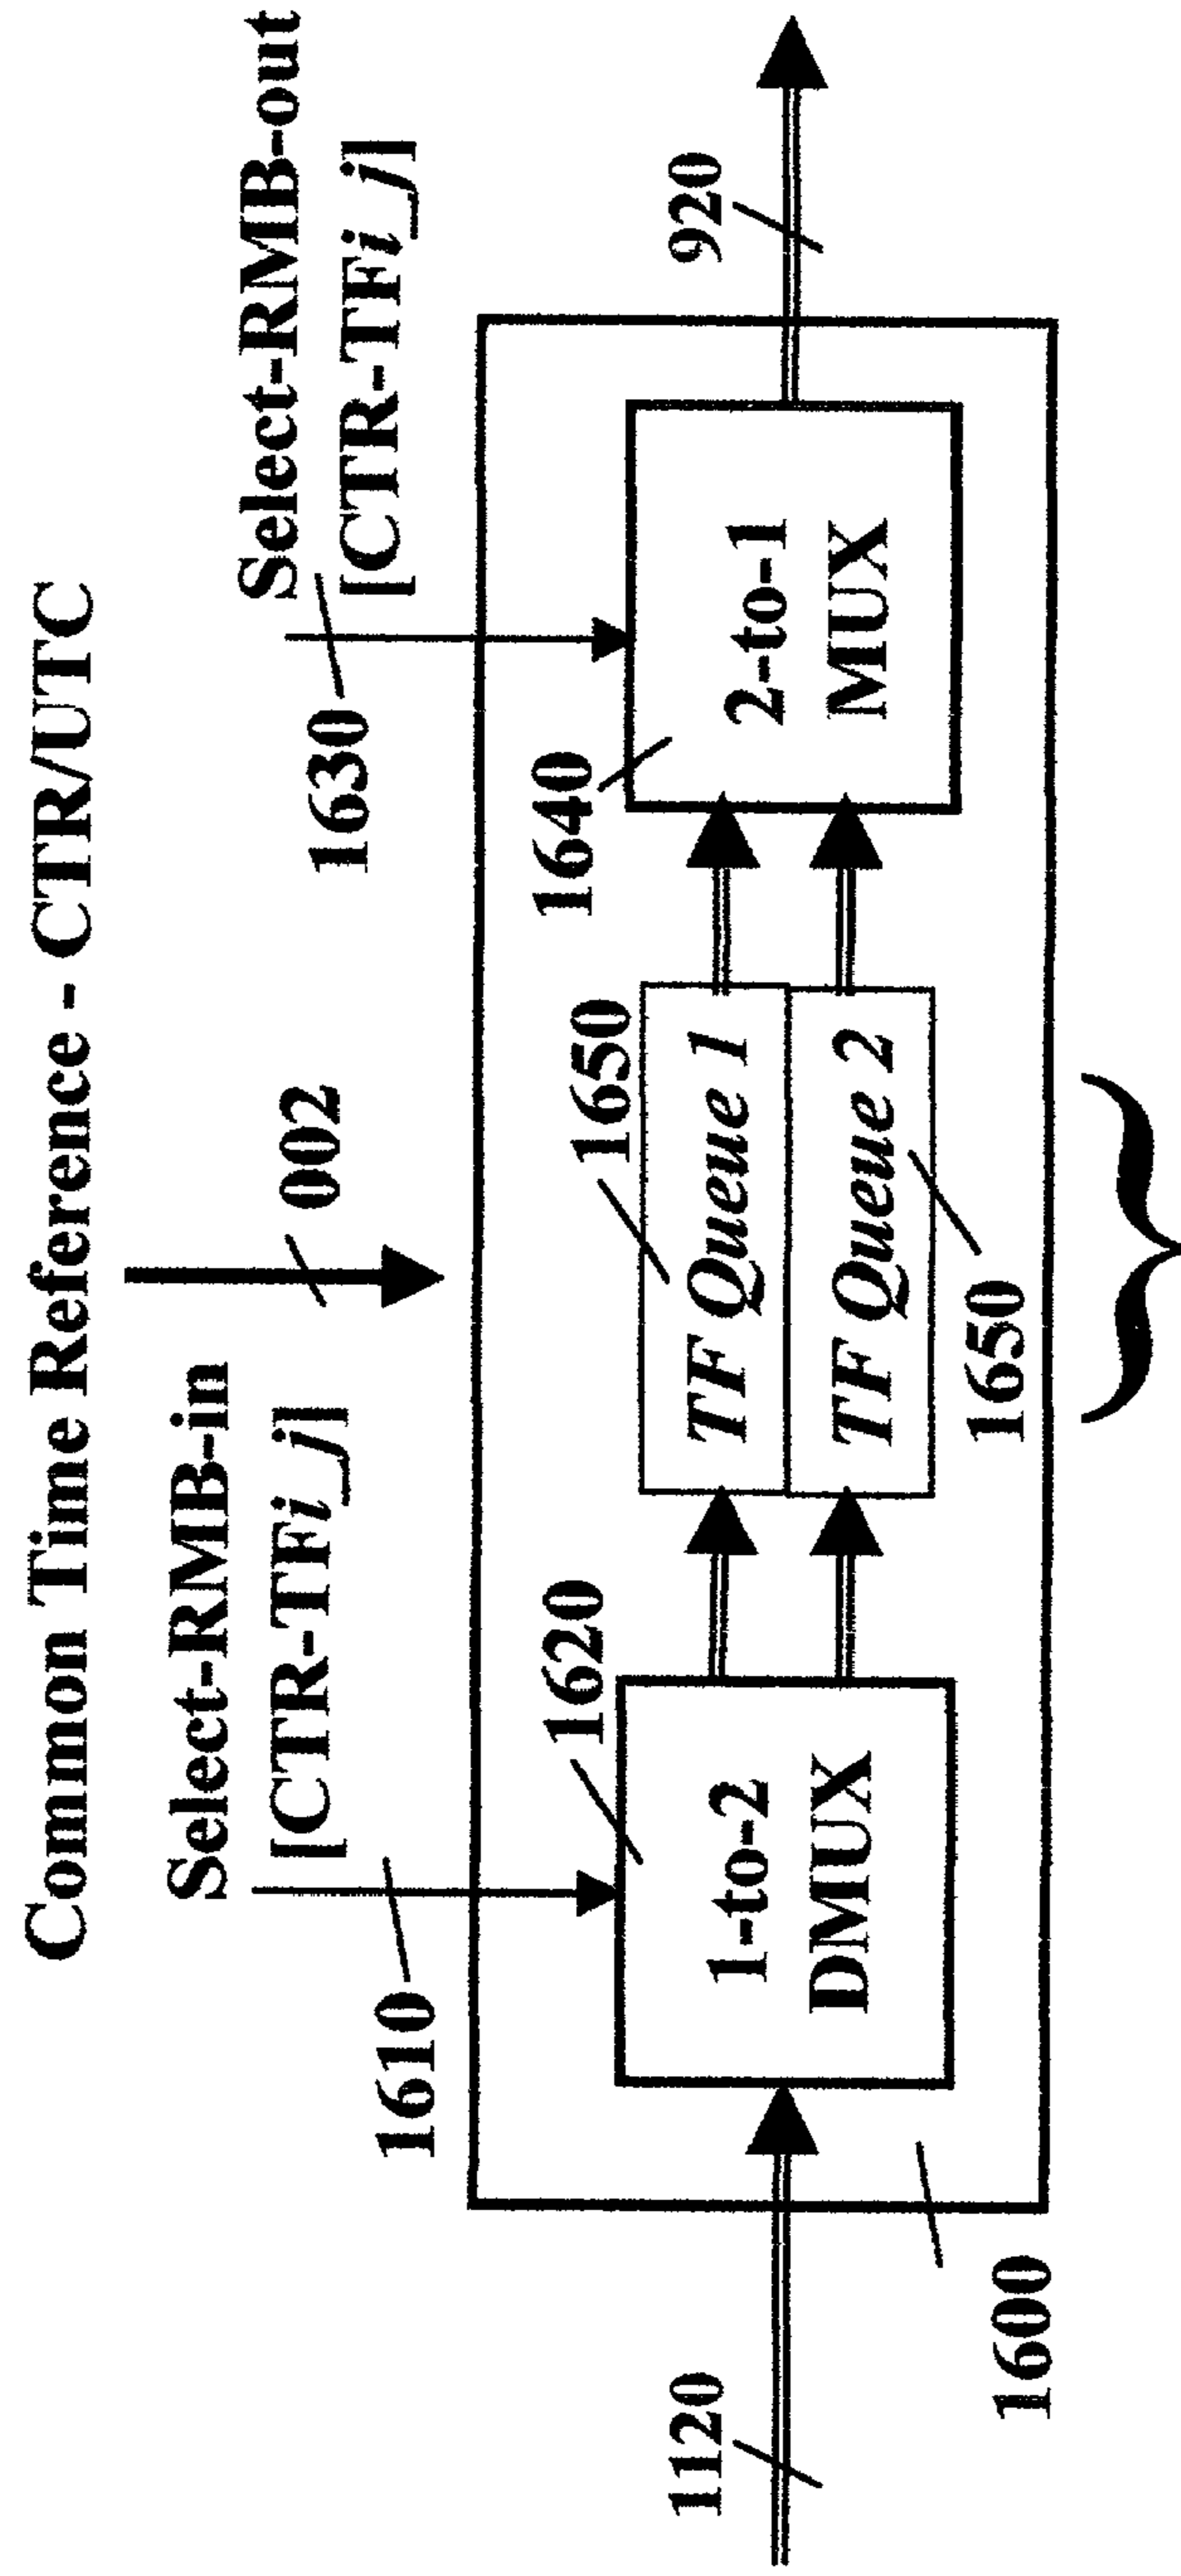 Common Time Reference - CTR/UTC
002
Select-RMB-in
[CTR-TFi_j]
1610
Select-RMB-out
[CTR-TFi_j]
1630
1120
1620
1-to-2
DMUX
1650
TF Queue 1
TF Queue 2
1650
1640
2-to-1
MUX
920
1600